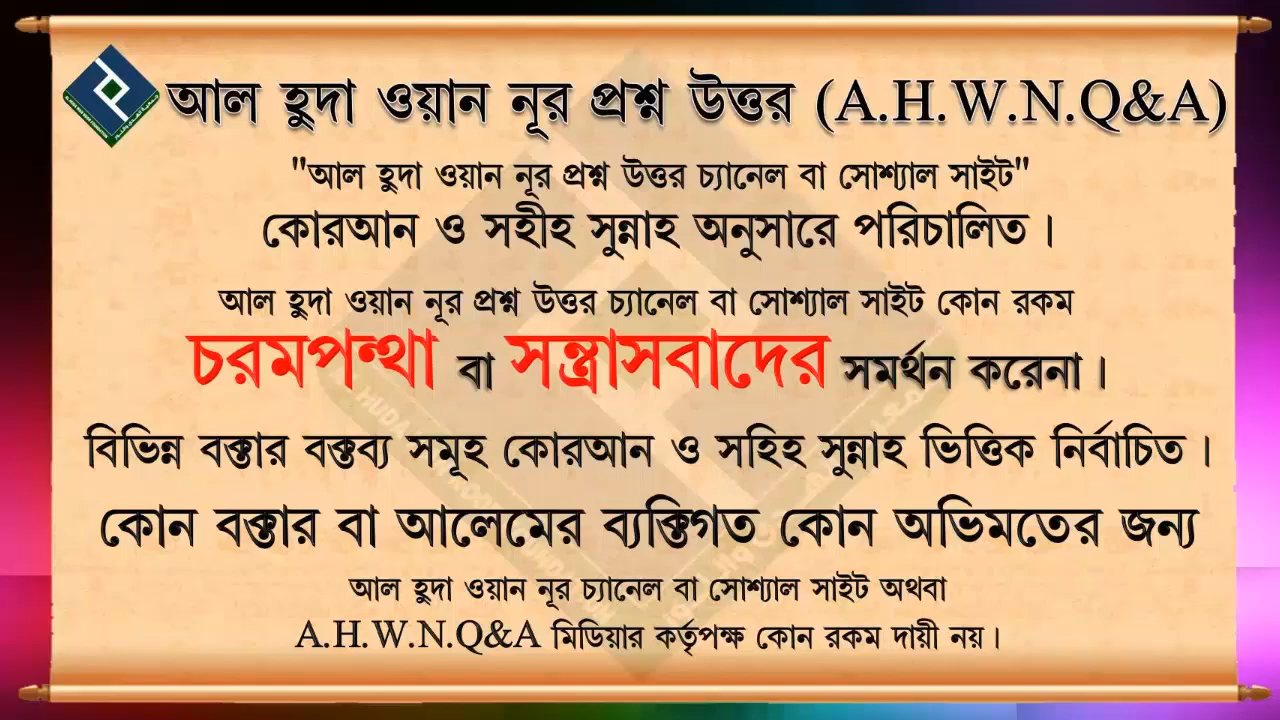 আল হুদা ওয়ান নূর প্রশ্ন উত্তর (A.H.W.N.Q&A)
"আল হুদা ওয়ান নূর প্রশ্ন উত্তর চ্যানেল বা সোশ্যাল সাইট"
কোরআন ও সহীহ সুন্নাহ অনুসারে পরিচালিত।
আল হুদা ওয়ান নূর প্রশ্ন উত্তর চ্যানেল বা সোশ্যাল সাইট কোন রকম
চরমপন্থা বা সন্ত্রাসবাদের সমর্থন করেনা।
বিভিন্ন বক্তার বক্তব্য সমূহ কোরআন ও সহিহ সুন্নাহ ভিত্তিক নির্বাচিত।
কোন বক্তার বা আলেমের ব্যক্তিগত কোন অভিমতের জন্য
আল হুদা ওয়ান নূর চ্যানেল বা সোশ্যাল সাইট অথবা
A.H.W.N.Q&A মিডিয়ার কর্তৃপক্ষ কোন রকম দায়ী নয়।